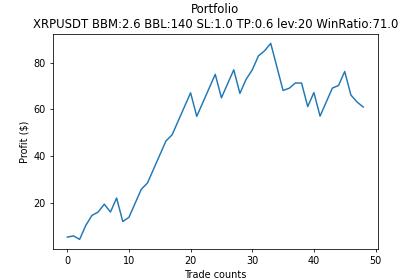 Portfolio
XRPUSDT BBM:2.6 BBL:140 SL:1.0 TP:0.6 lev:20 WinRatio:71.0
80
60
40
20
Profit ($)
0 10 20 30 40 50
Trade counts